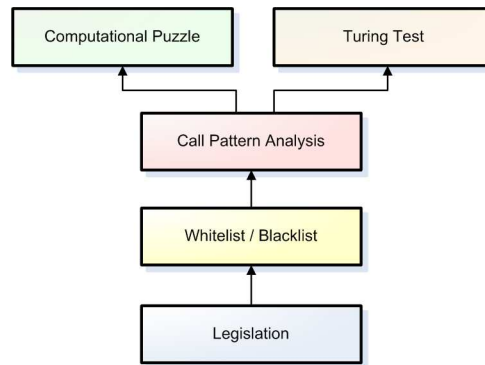 Computational Puzzle
Turing Test
Call Pattern Analysis
Whitelist / Blacklist
Legislation